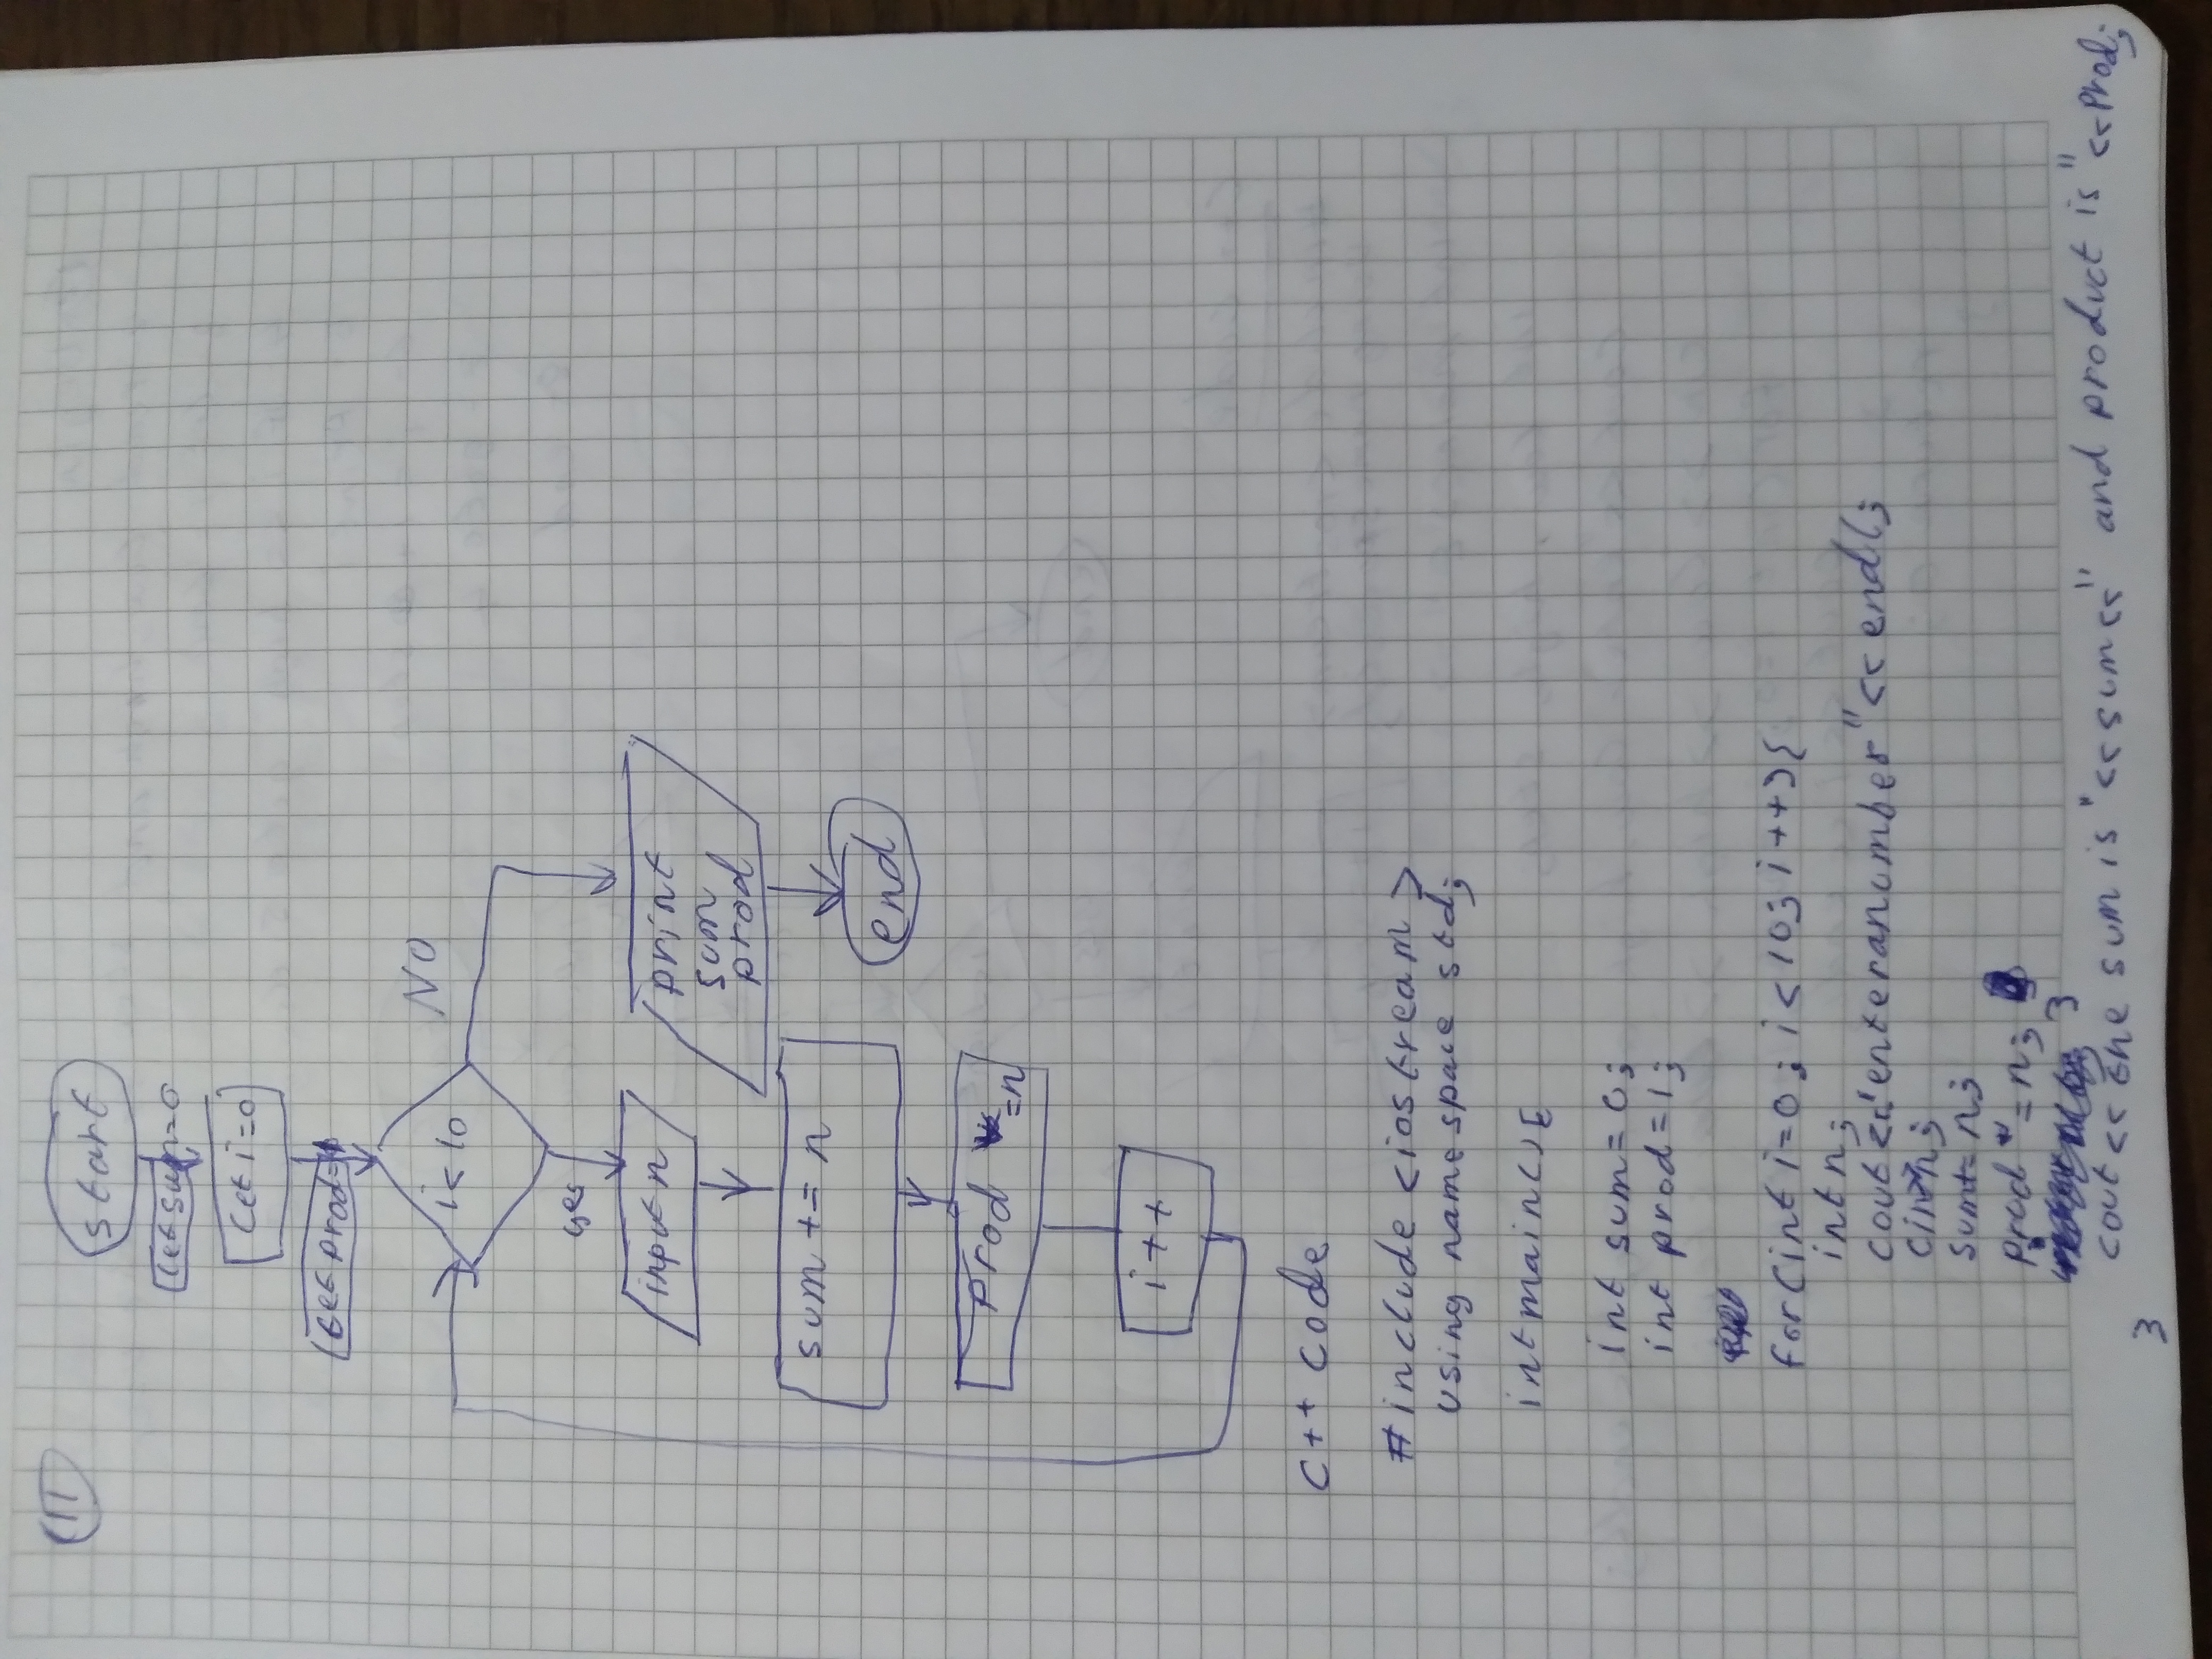 11
start
let sum=0
let i=0
let prod=1
i<10
NO
yes
input n
print
sum
prod
sum += n
end
prod *=n
i++
C++ code
#include <iostream>
using namespace std;
int main(){
int sum=0;
int prod=1;
for(int i=0; i<10; i++){
int n;
cout<<"enter a number"<<endl;
cin>>n;
sum+=n;
prod *=n;
}
cout<< the sum is "<<sum<<" and product is "<<prod;
}